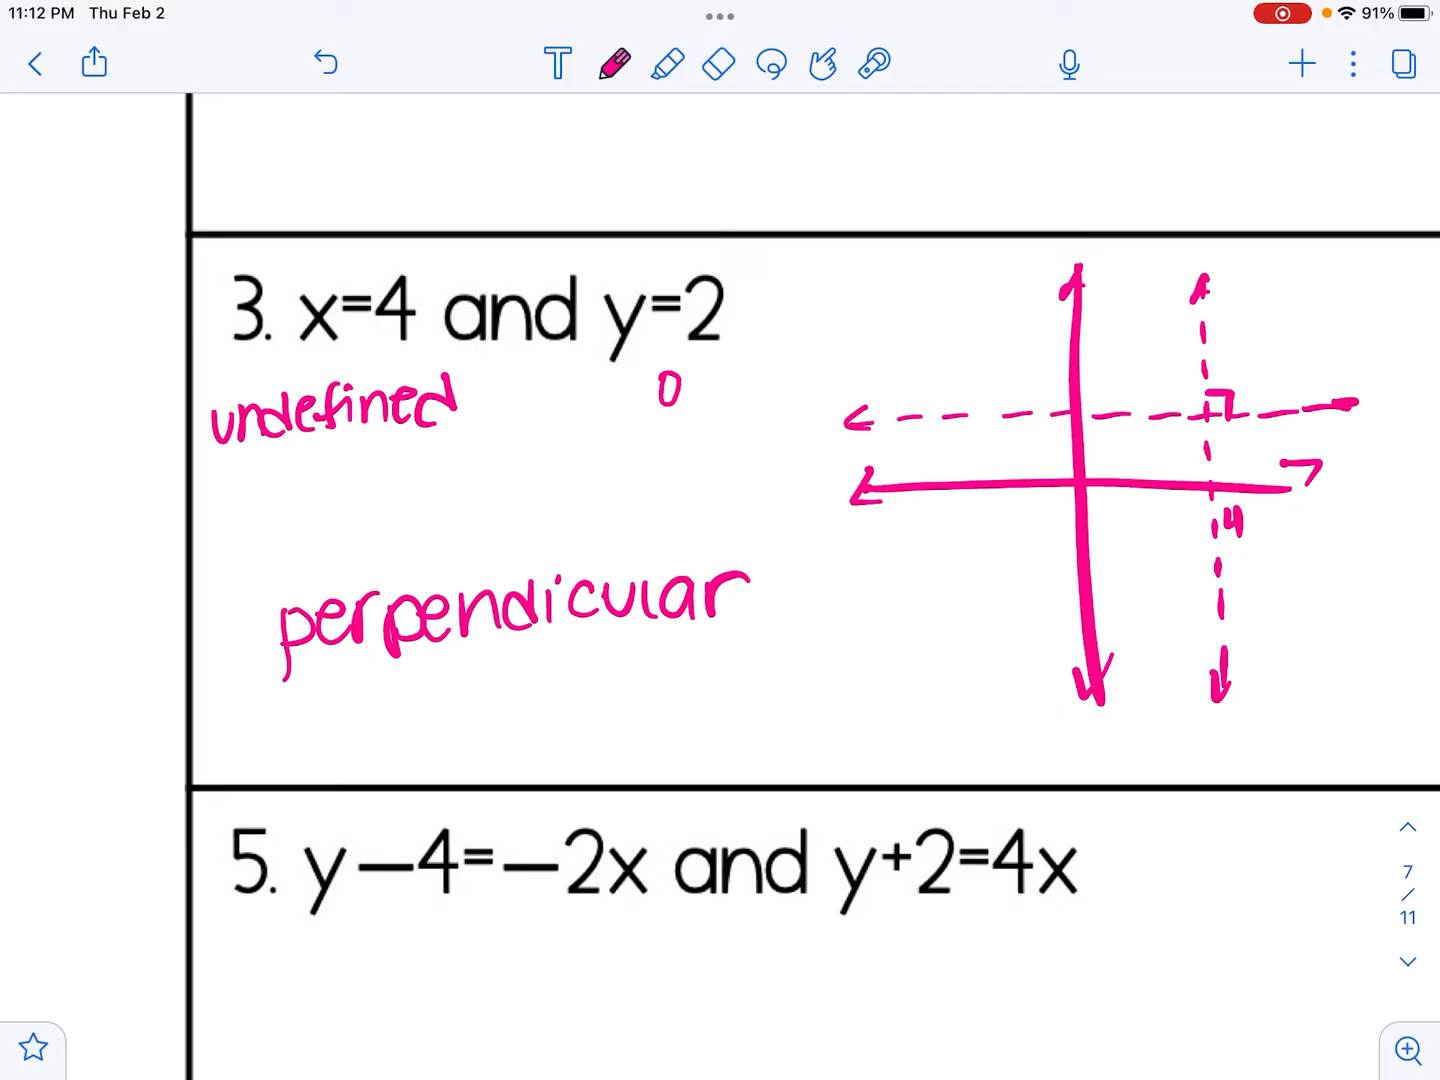 11:12 PM Thu Feb 2
91%
3. x=4 and y=2
undefined 0
4
perpendicular
5. y–4=–2x and y+2=4x
7
/
11